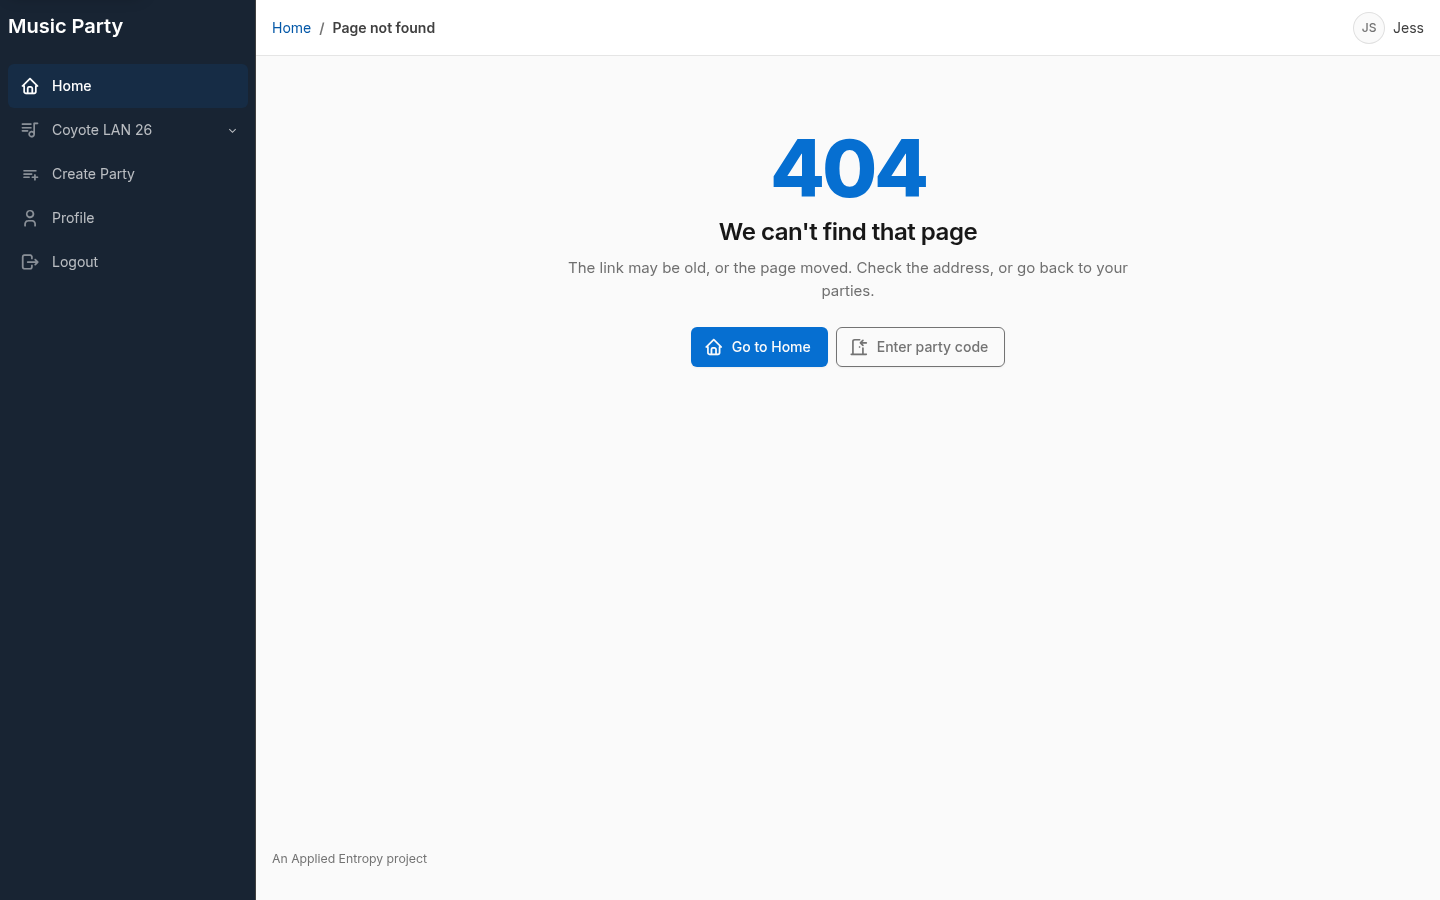 Music Party
Home
Coyote LAN 26
Create Party
Profile
Logout
Home / Page not found
JS Jess
404
We can't find that page
The link may be old, or the page moved. Check the address, or go back to your
parties.
Go to Home
Enter party code
An Applied Entropy project